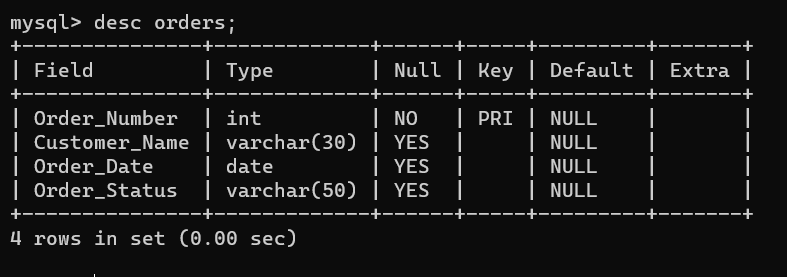 mysql> desc orders;
+---------------+-------------+------+-----+---------+-------+
| Field         | Type        | Null | Key | Default | Extra |
+---------------+-------------+------+-----+---------+-------+
| Order_Number  | int         | NO   | PRI | NULL    |       |
| Customer_Name | varchar(30) | YES  |     | NULL    |       |
| Order_Date    | date        | YES  |     | NULL    |       |
| Order_Status  | varchar(50) | YES  |     | NULL    |       |
+---------------+-------------+------+-----+---------+-------+
4 rows in set (0.00 sec)